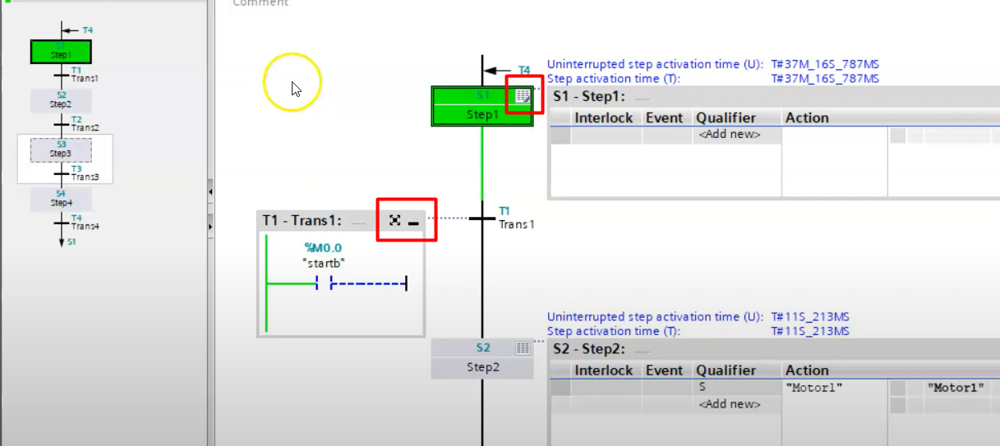 Comment
T4
S1
Step1
T1
Trans1
S2
Step2
T2
Trans2
S3
Step3
T3
Trans3
S4
Step4
T4
Trans4
S1
T4
S1
Step1
Uninterrupted step activation time (U): T#37M_16S_787MS
Step activation time (T): T#37M_16S_787MS
S1 - Step1: .....
Interlock Event Qualifier Action
<Add new>
T1 - Trans1: .....
%M0.0
"startb"
T1
Trans1
Uninterrupted step activation time (U): T#11S_213MS
Step activation time (T): T#11S_213MS
S2
Step2
S2 - Step2: .....
Interlock Event Qualifier Action
S "Motor1" "Motor1"
<Add new>